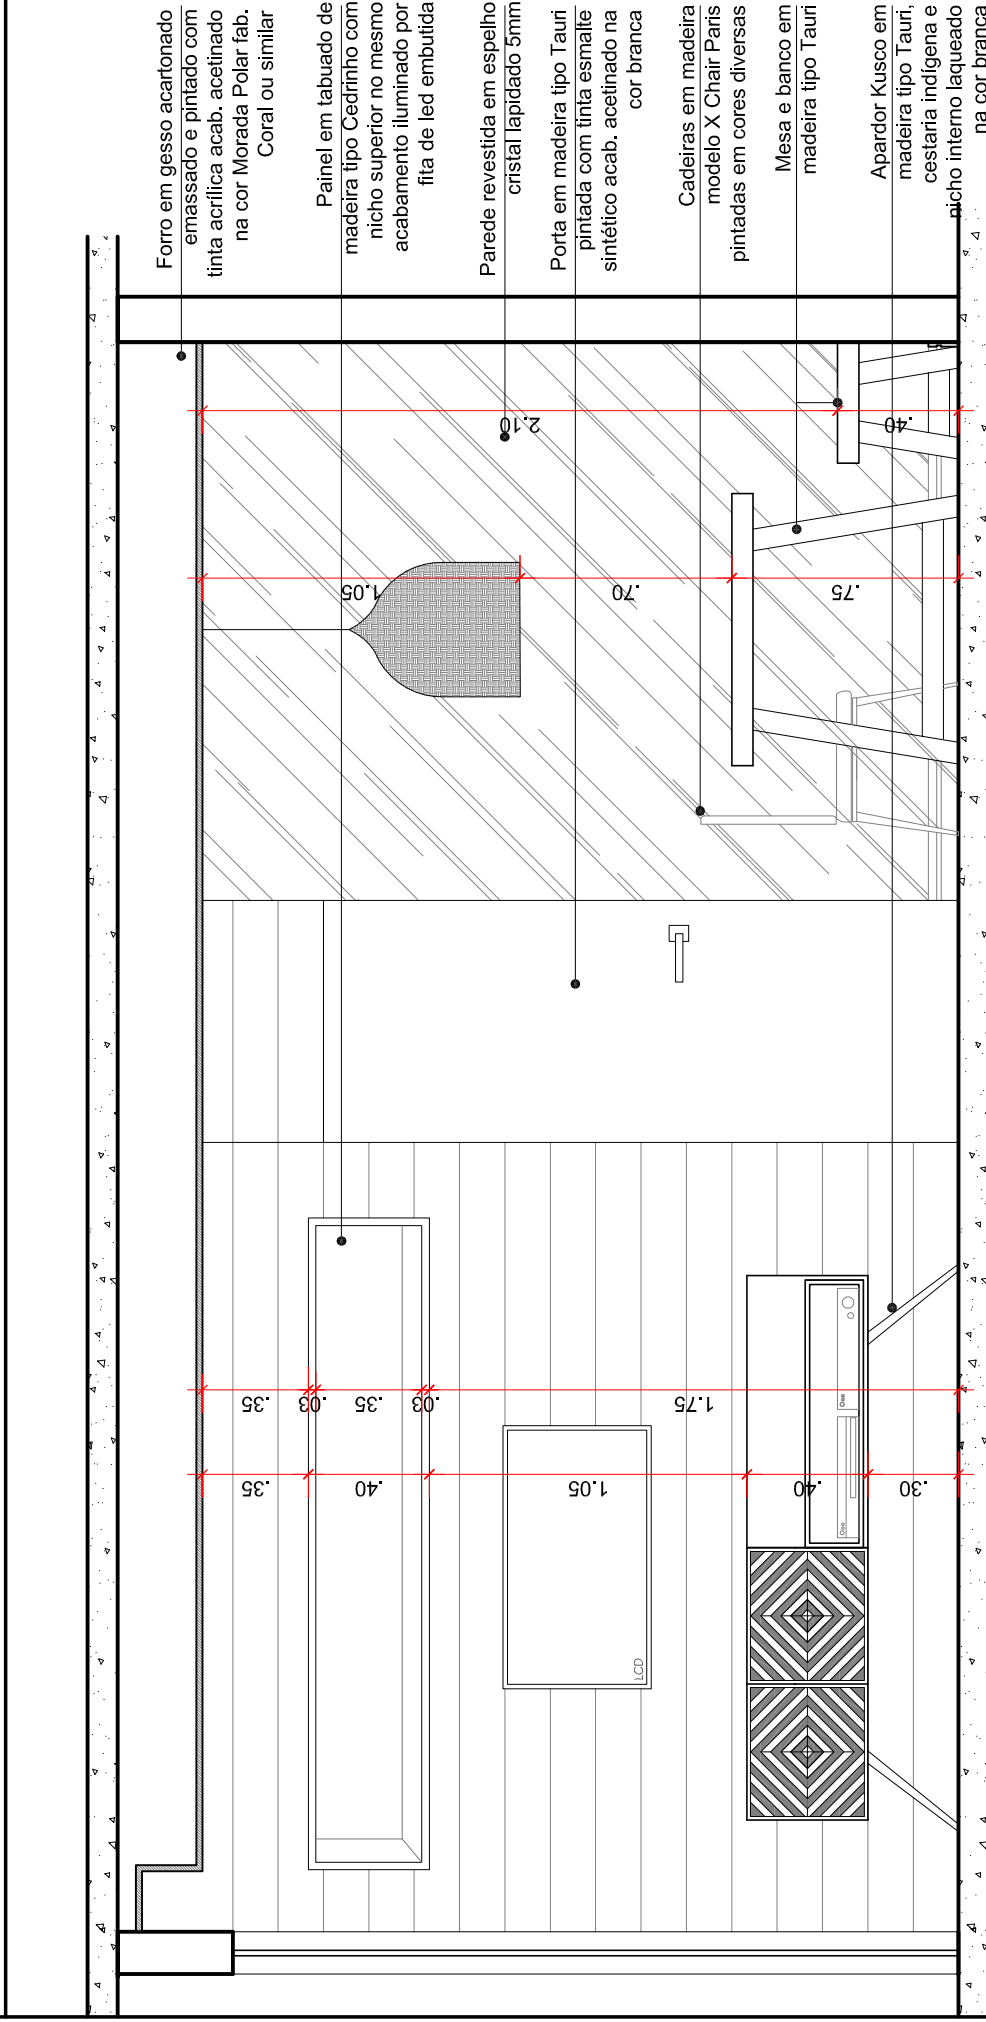 Forro em gesso acartonado
emassado e pintado com
tinta acrílica acab. acetinado
na cor Morada Polar fab.
Coral ou similar
Painel em tabuado de
madeira tipo Cedrinho com
nicho superior no mesmo
acabamento iluminado por
fita de led embutida
Parede revestida em espelho
cristal lapidado 5mm
Porta em madeira tipo Tauri
pintada com tinta esmalte
sintético acab. acetinado na
cor branca
Cadeiras em madeira
modelo X Chair Paris
pintadas em cores diversas
Mesa e banco em
madeira tipo Tauri
Apardor Kusco em
madeira tipo Tauri,
cestaria indígena e
nicho interno laqueado
na cor branca
2.10
.40
1.05
.70
.75
.35
.03
.35
.03
1.75
.35
.40
1.05
.40
.30
LCD